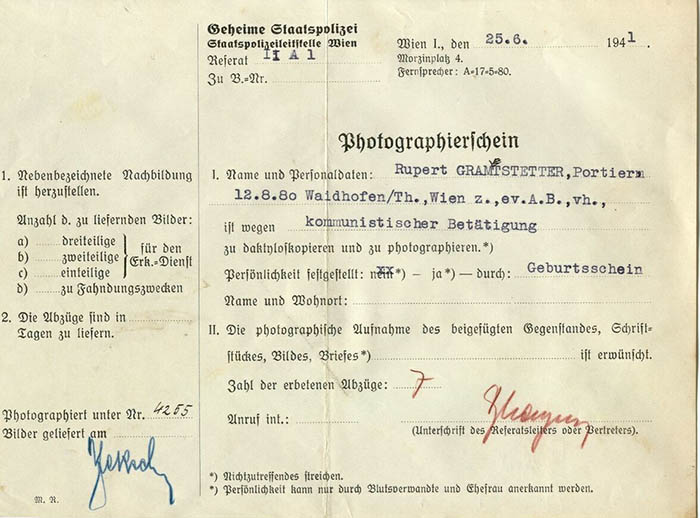 Geheime Staatspolizei
Staatspolizeileitstelle Wien
Referat II A 1
Zu B.=Nr.
Wien I., den 25.6. 1941.
Morzinplatz 4.
Fernsprecher: A=17=5=80.
1. Nebenbezeichnete Nachbildung
ist herzustellen.
Anzahl d. zu liefernden Bilder:
a) dreiteilige
b) zweiteilige
c) einteilige
für den
Erk.=Dienst
d) zu Fahndungszwecken
2. Die Abzüge sind in
Tagen zu liefern.
Photographiert unter Nr. 4255
Bilder geliefert am
M. R.
Photographierschein
I. Name und Personaldaten: Rupert GRAMSTETTER, Portier
12.8.80 Waidhofen/Th., Wien z., ev.A.B., vh.,
ist wegen kommunistischer Betätigung
zu daktyloskopieren und zu photographieren.*)
Persönlichkeit festgestellt: nein*) – ja*) — durch: Geburtsschein
Name und Wohnort:
II. Die photographische Aufnahme des beigefügten Gegenstandes, Schrift=
stückes, Bildes, Briefes*) ist erwünscht.
Zahl der erbetenen Abzüge: 7
Anruf int.:
(Unterschrift des Referatsleiters oder Vertreters).
*) Nichtzutreffendes streichen.
*) Persönlichkeit kann nur durch Blutsverwandte und Ehefrau anerkannt werden.